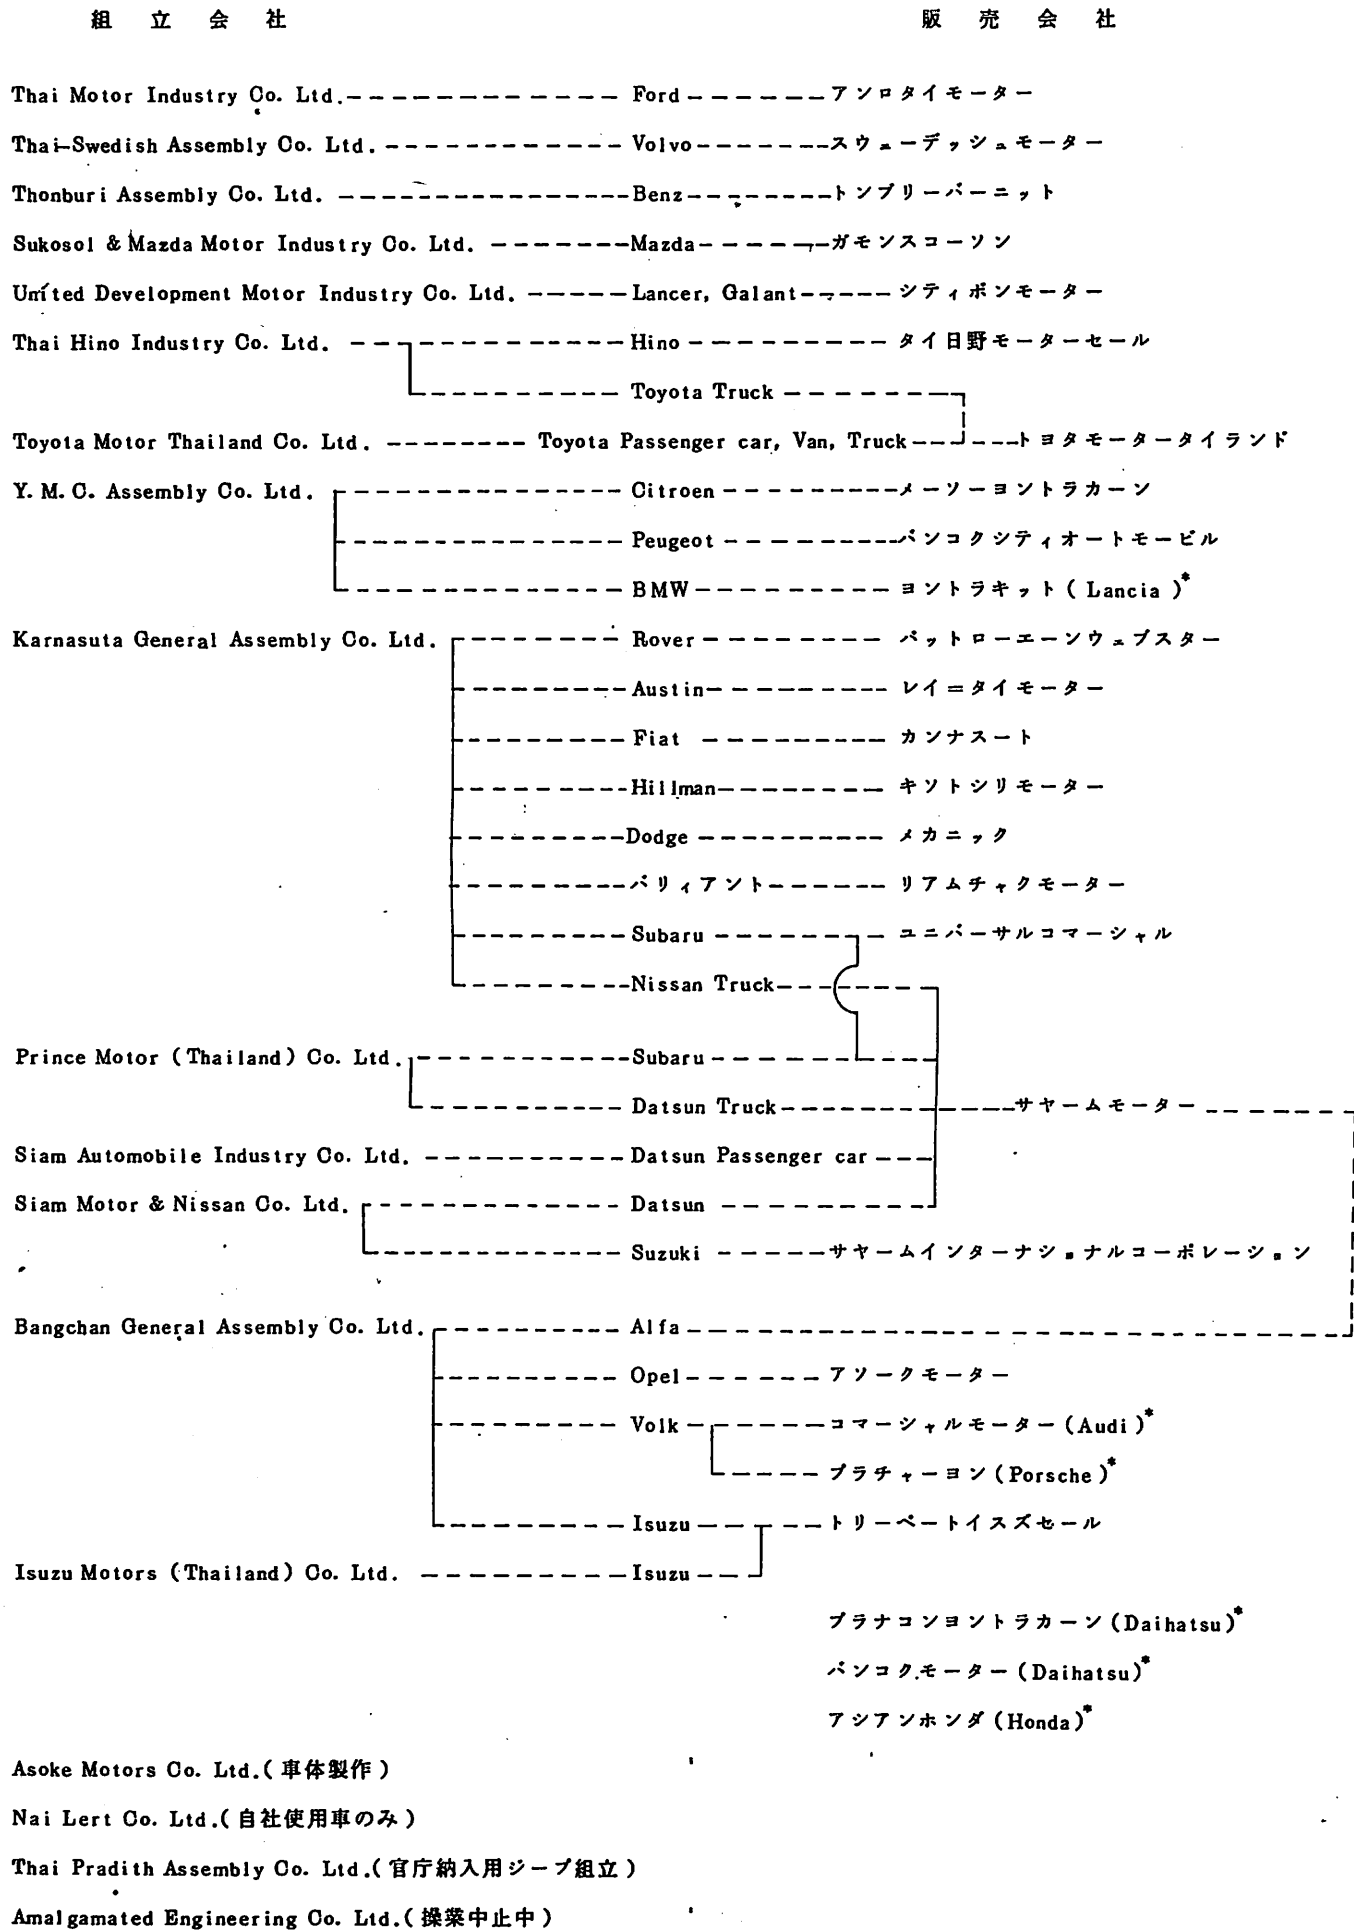 組立会社 販売会社
Thai Motor Industry Co. Ltd. Ford アソロタイモーター
Thai-Swedish Assembly Co. Ltd. Volvo スウェーデッシュモーター
Thonburi Assembly Co. Ltd. Benz トンブリーパーニット
Sukosol & Mazda Motor Industry Co. Ltd. Mazda ガモンスコーソン
United Development Motor Industry Co. Ltd. Lancer, Galant シティポンモーター
Thai Hino Industry Co. Ltd. Hino タイ日野モーターセール
Toyota Truck
Toyota Motor Thailand Co. Ltd. Toyota Passenger car, Van, Truck トヨタモータータイランド
Y. M. C. Assembly Co. Ltd. Citroen メーソーヨントラカーン
Peugeot バンコクシティオートモービル
BMW ヨントラキット (Lancia)*
Karnasuta General Assembly Co. Ltd. Rover パットローエーンウェブスター
Austin レイ=タイモーター
Fiat カンナスート
Hillman キソトシリモーター
Dodge メカニック
バリィアント リアムチャクモーター
Subaru ユニバーサルコマーシャル
Nissan Truck
Prince Motor (Thailand) Co. Ltd. Subaru
Datsun Truck サヤームモーター
Siam Automobile Industry Co. Ltd. Datsun Passenger car
Siam Motor & Nissan Co. Ltd. Datsun
Suzuki サヤームインターナショナルコーポレーション
Bangchan General Assembly Co. Ltd. Alfa
Opel アソークモーター
Volk コマーシャルモーター (Audi)*
プラチャーヨン (Porsche)*
Isuzu トリーペートイスズセール
Isuzu Motors (Thailand) Co. Ltd. Isuzu
プラナコンヨントラカーン (Daihatsu)*
バンコクモーター (Daihatsu)*
アジアンホンダ (Honda)*
Asoke Motors Co. Ltd. (車体製作)
Nai Lert Co. Ltd. (自社使用車のみ)
Thai Pradith Assembly Co. Ltd. (官庁納入用ジープ組立)
Amalgamated Engineering Co. Ltd. (操業中止中)